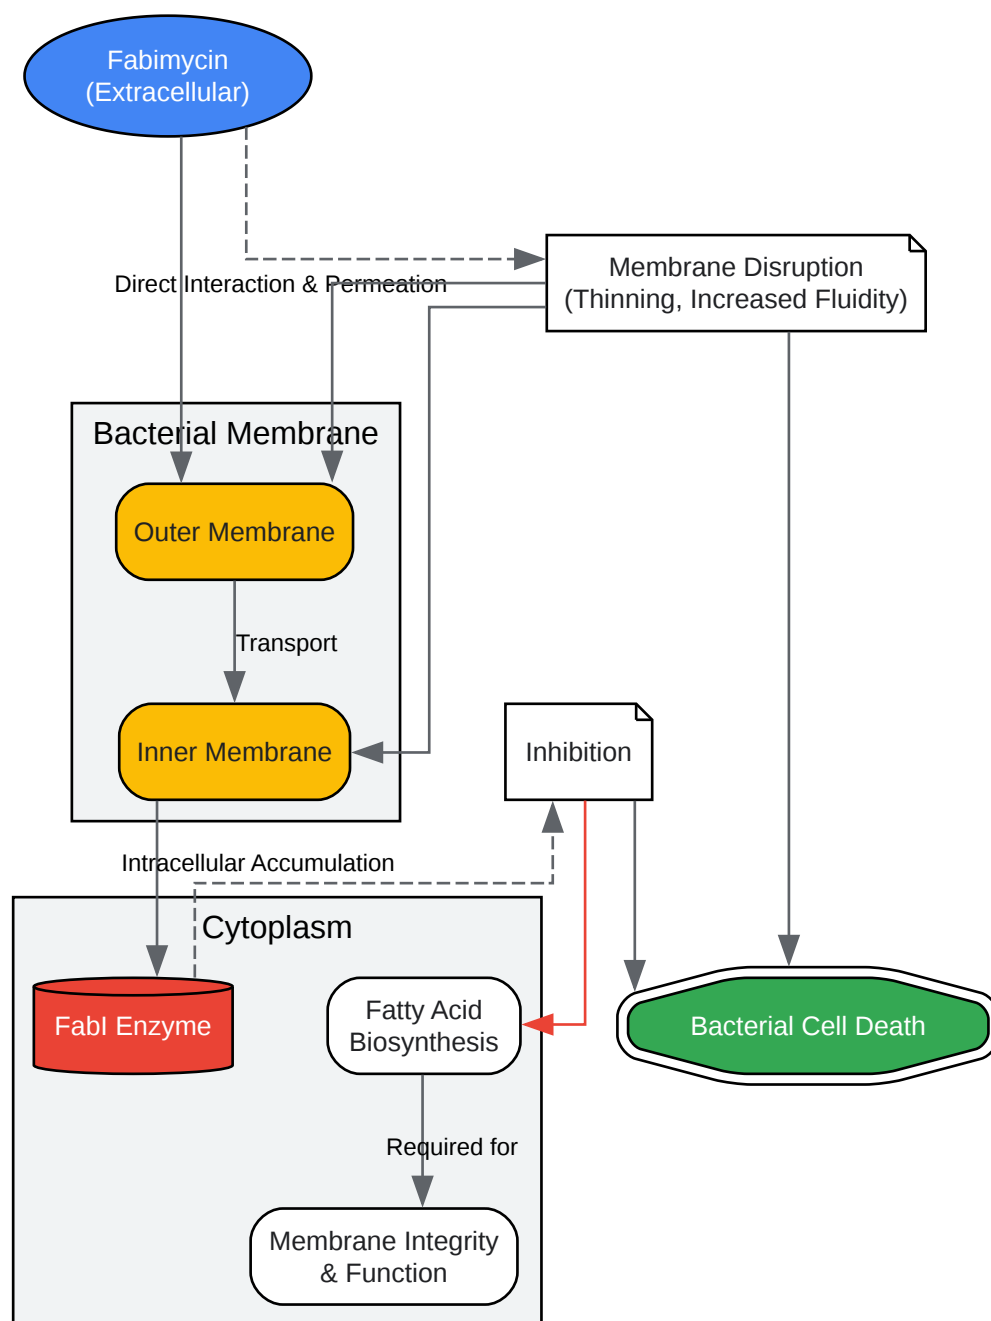 Fabimycin
(Extracellular)
Membrane Disruption
(Thinning, Increased Fluidity)
Direct Interaction & Permeation
Bacterial Membrane
Outer Membrane
Transport
Inner Membrane
Inhibition
Intracellular Accumulation
Cytoplasm
FabI Enzyme
Fatty Acid
Biosynthesis
Bacterial Cell Death
Required for
Membrane Integrity
& Function